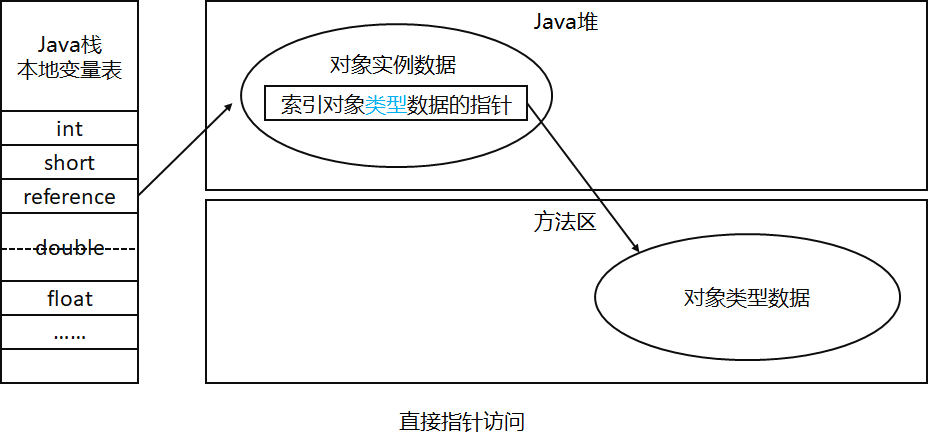 Java栈
本地变量表
int
short
reference
double
float
……
Java堆
对象实例数据
索引对象类型数据的指针
方法区
对象类型数据
直接指针访问